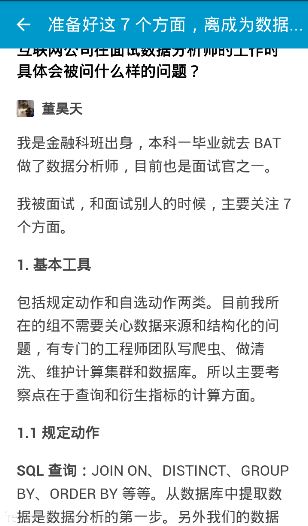 准备好这 7 个方面，离成为数据...
互联网公司在面试数据分析师的工作时
具体会被问什么样的问题？
董昊天
我是金融科班出身，本科一毕业就去 BAT
做了数据分析师，目前也是面试官之一。
我被面试，和面试别人的时候，主要关注 7
个方面。
1. 基本工具
包括规定动作和自选动作两类。目前我所
在的组不需要关心数据来源和结构化的问
题，有专门的工程师团队写爬虫、做清
洗、维护计算集群和数据库。所以主要考
察点在于查询和衍生指标的计算方面。
1.1 规定动作
SQL 查询：JOIN ON、DISTINCT、GROUP
BY、ORDER BY 等等。从数据库中提取数
据是数据分析的第一步。另外我们的数据